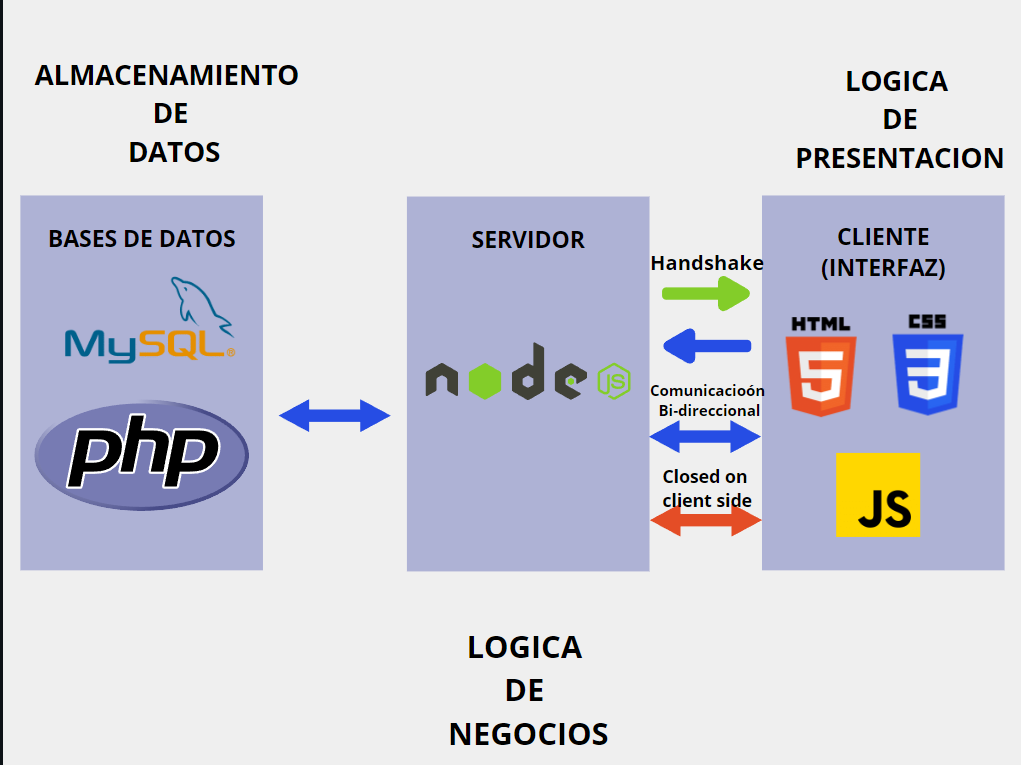 ALMACENAMIENTO
DE
DATOS
LOGICA
DE
PRESENTACION
BASES DE DATOS
MySQL®
php
SERVIDOR
node
JS
Handshake
Comunicacioón
Bi-direccional
Closed on
client side
CLIENTE
(INTERFAZ)
HTML
5
CSS
3
JS
LOGICA
DE
NEGOCIOS